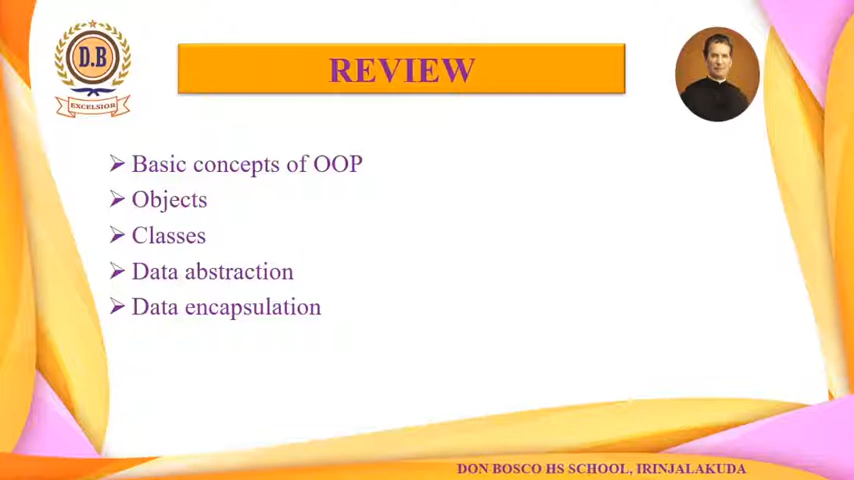 D.B
EXCELSIOR
REVIEW
Basic concepts of OOP
Objects
Classes
Data abstraction
Data encapsulation
DON BOSCO HS SCHOOL, IRINJALAKUDA